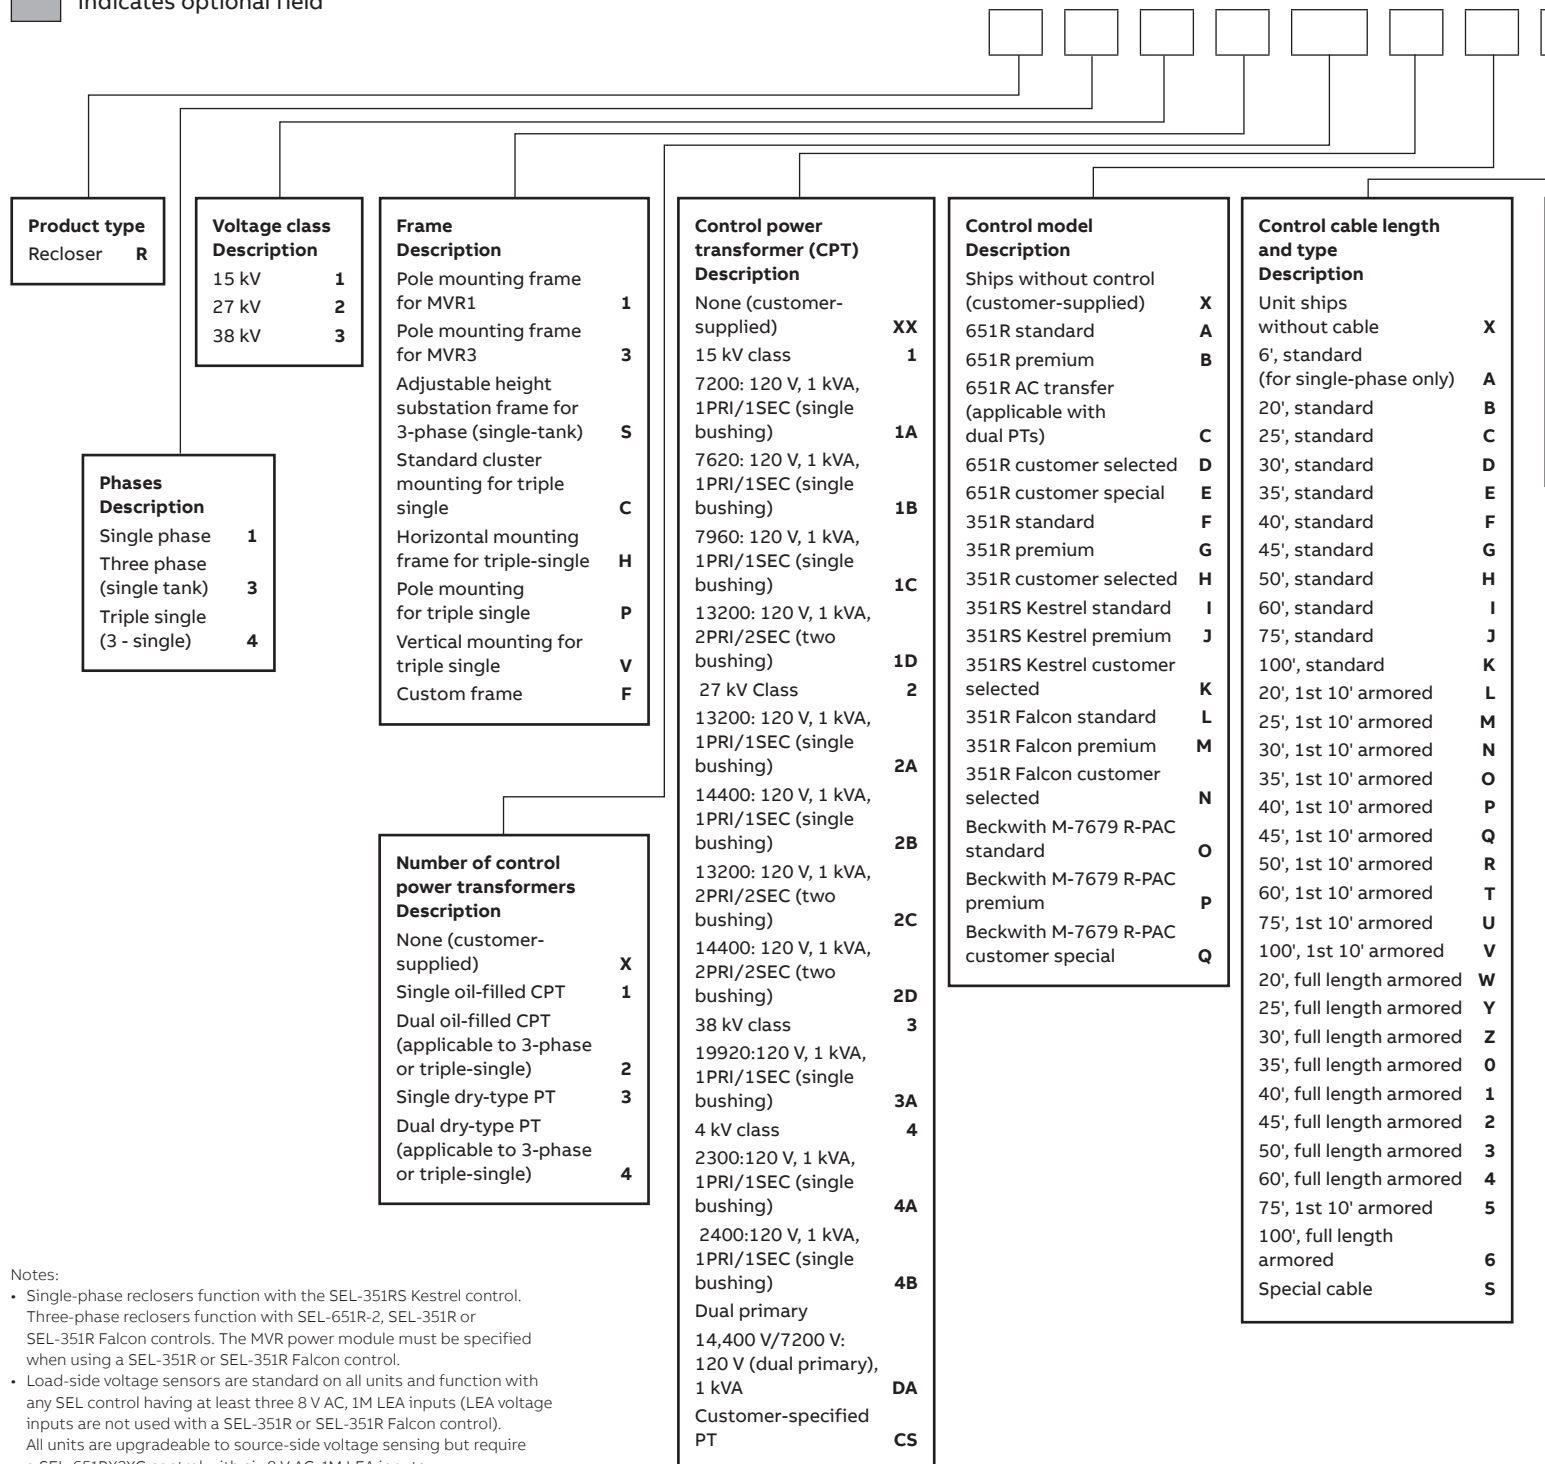 Indicates optional field
Product type
Recloser R
Phases
Description
Single phase 1
Three phase
(single tank) 3
Triple single
(3 - single) 4
Voltage class
Description
15 kV 1
27 kV 2
38 kV 3
Frame
Description
Pole mounting frame
for MVR1 1
Pole mounting frame
for MVR3 3
Adjustable height
substation frame for
3-phase (single-tank) S
Standard cluster
mounting for triple
single C
Horizontal mounting
frame for triple-single H
Pole mounting
for triple single P
Vertical mounting for
triple single V
Custom frame F
Number of control
power transformers
Description
None (customer-
supplied) X
Single oil-filled CPT 1
Dual oil-filled CPT
(applicable to 3-phase
or triple-single) 2
Single dry-type PT 3
Dual dry-type PT
(applicable to 3-phase
or triple-single) 4
Control power
transformer (CPT)
Description
None (customer-
supplied) XX
15 kV class 1
7200: 120 V, 1 kVA,
1PRI/1SEC (single
bushing) 1A
7620: 120 V, 1 kVA,
1PRI/1SEC (single
bushing) 1B
7960: 120 V, 1 kVA,
1PRI/1SEC (single
bushing) 1C
13200: 120 V, 1 kVA,
2PRI/2SEC (two
bushing) 1D
27 kV Class 2
13200: 120 V, 1 kVA,
1PRI/1SEC (single
bushing) 2A
14400: 120 V, 1 kVA,
1PRI/1SEC (single
bushing) 2B
13200: 120 V, 1 kVA,
2PRI/2SEC (two
bushing) 2C
14400: 120 V, 1 kVA,
2PRI/2SEC (two
bushing) 2D
38 kV class 3
19920:120 V, 1 kVA,
1PRI/1SEC (single
bushing) 3A
4 kV class 4
2300:120 V, 1 kVA,
1PRI/1SEC (single
bushing) 4A
2400:120 V, 1 kVA,
1PRI/1SEC (single
bushing) 4B
Dual primary
14,400 V/7200 V:
120 V (dual primary),
1 kVA DA
Customer-specified
PT CS
Control model
Description
Ships without control
(customer-supplied) X
651R standard A
651R premium B
651R AC transfer
(applicable with
dual PTs) C
651R customer selected D
651R customer special E
351R standard F
351R premium G
351R customer selected H
351RS Kestrel standard I
351RS Kestrel premium J
351RS Kestrel customer
selected K
351R Falcon standard L
351R Falcon premium M
351R Falcon customer
selected N
Beckwith M-7679 R-PAC
standard O
Beckwith M-7679 R-PAC
premium P
Beckwith M-7679 R-PAC
customer special Q
Control cable length
and type
Description
Unit ships
without cable X
6', standard
(for single-phase only) A
20', standard B
25', standard C
30', standard D
35', standard E
40', standard F
45', standard G
50', standard H
60', standard I
75', standard J
100', standard K
20', 1st 10' armored L
25', 1st 10' armored M
30', 1st 10' armored N
35', 1st 10' armored O
40', 1st 10' armored P
45', 1st 10' armored Q
50', 1st 10' armored R
60', 1st 10' armored T
75', 1st 10' armored U
100', 1st 10' armored V
20', full length armored W
25', full length armored Y
30', full length armored Z
35', full length armored 0
40', full length armored 1
45', full length armored 2
50', full length armored 3
60', full length armored 4
75', 1st 10' armored 5
100', full length
armored 6
Special cable S
Notes:
• Single-phase reclosers function with the SEL-351RS Kestrel control.
Three-phase reclosers function with SEL-651R-2, SEL-351R or
SEL-351R Falcon controls. The MVR power module must be specified
when using a SEL-351R or SEL-351R Falcon control.
• Load-side voltage sensors are standard on all units and function with
any SEL control having at least three 8 V AC, 1M LEA inputs (LEA voltage
inputs are not used with a SEL-351R or SEL-351R Falcon control).
All units are upgradeable to source-side voltage sensing but require